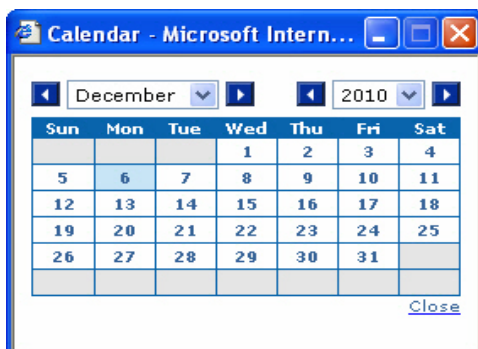 Calendar - Microsoft Intern...
December 2010
Sun Mon Tue Wed Thu Fri Sat
1 2 3 4
5 6 7 8 9 10 11
12 13 14 15 16 17 18
19 20 21 22 23 24 25
26 27 28 29 30 31
Close